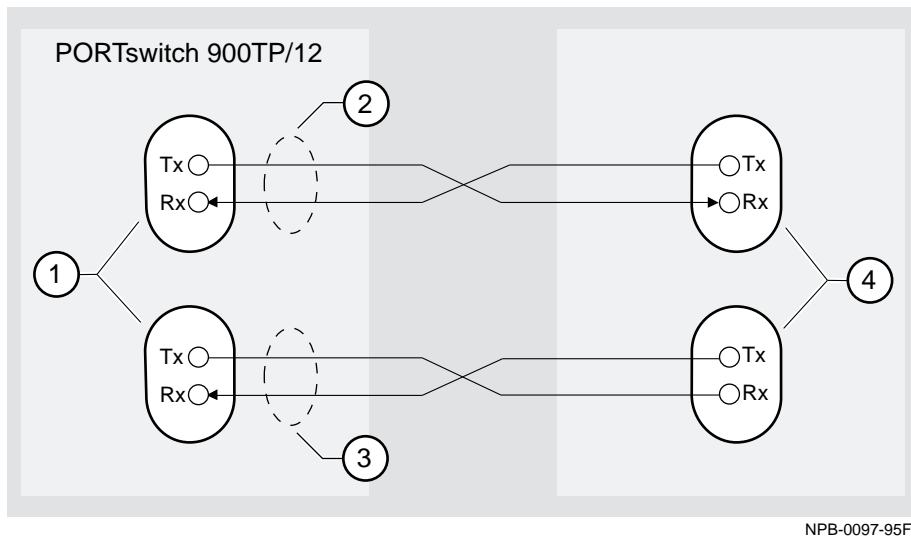 PORTswitch 900TP/12
2
Tx
Tx
Rx
Rx
1
4
Tx
Tx
Rx
Rx
3
NPB-0097-95F